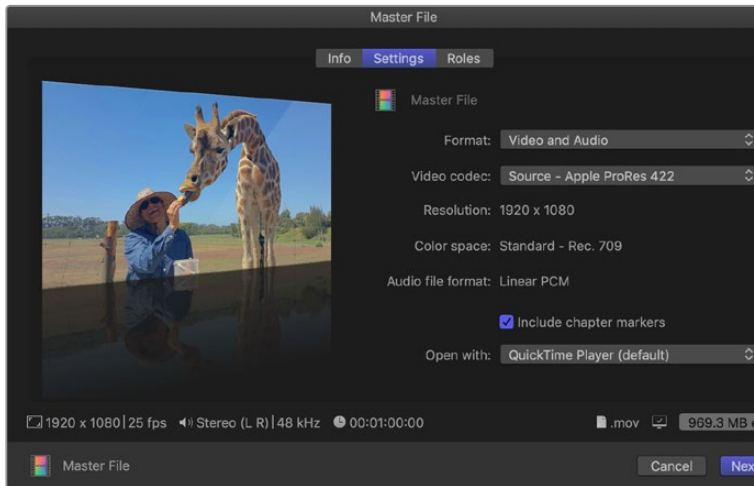 Master File
Info Settings Roles
Master File
Format: Video and Audio
Video codec: Source - Apple ProRes 422
Resolution: 1920 x 1080
Color space: Standard - Rec. 709
Audio file format: Linear PCM
Include chapter markers
Open with: QuickTime Player (default)
1920 x 1080 | 25 fps Stereo (L R) | 48 kHz 00:01:00:00 .mov 969.3 MB
Master File Cancel